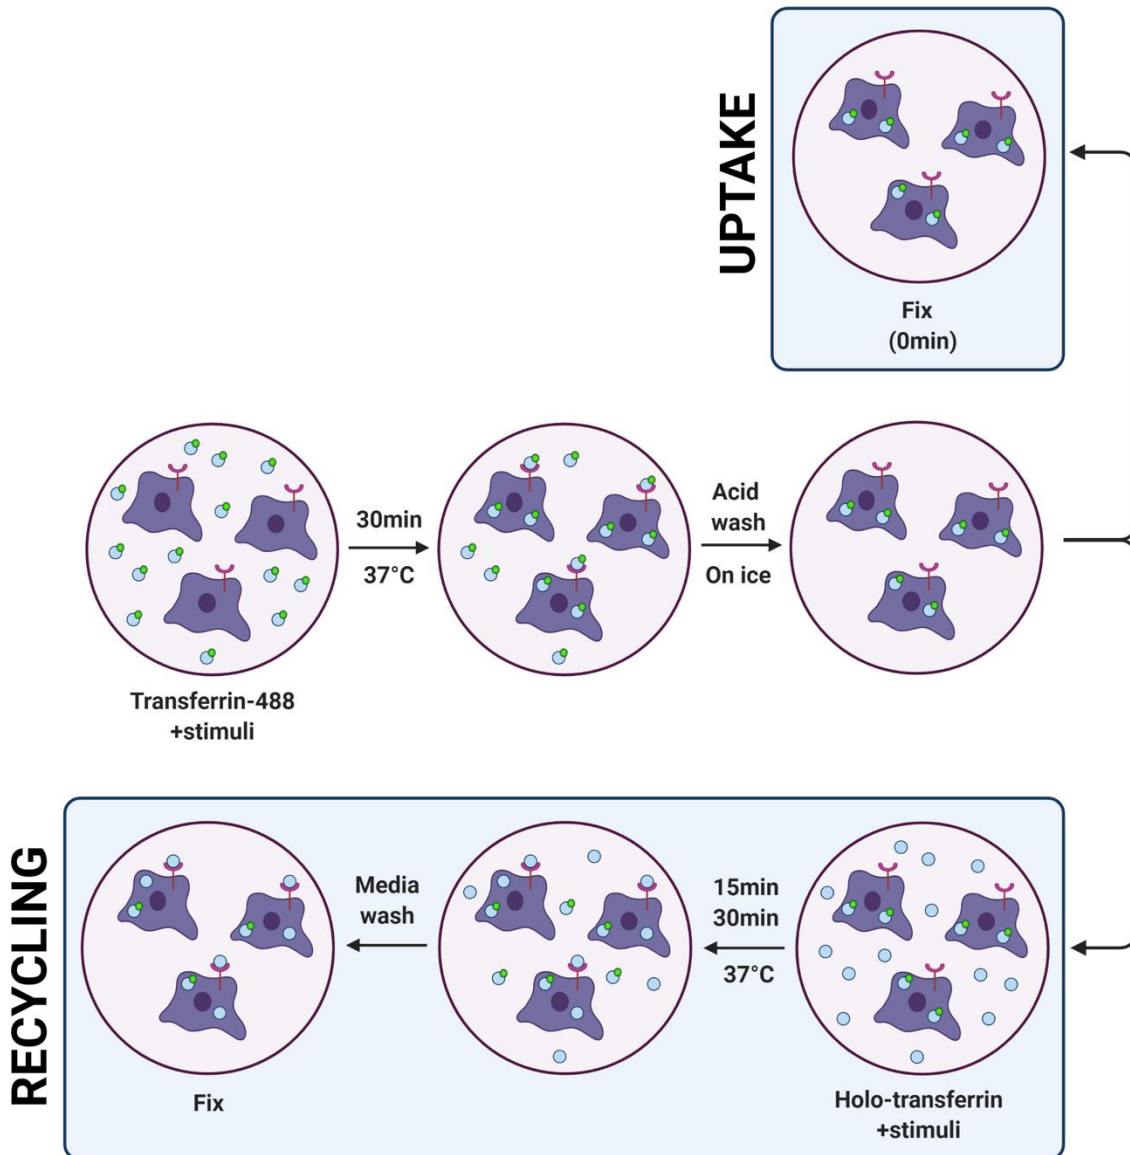 UPTAKE
Fix
(0min)
30min
37°C
Acid
wash
On ice
Transferrin-488
+stimuli
RECYCLING
Media
wash
15min
30min
37°C
Fix
Holo-transferrin
+stimuli